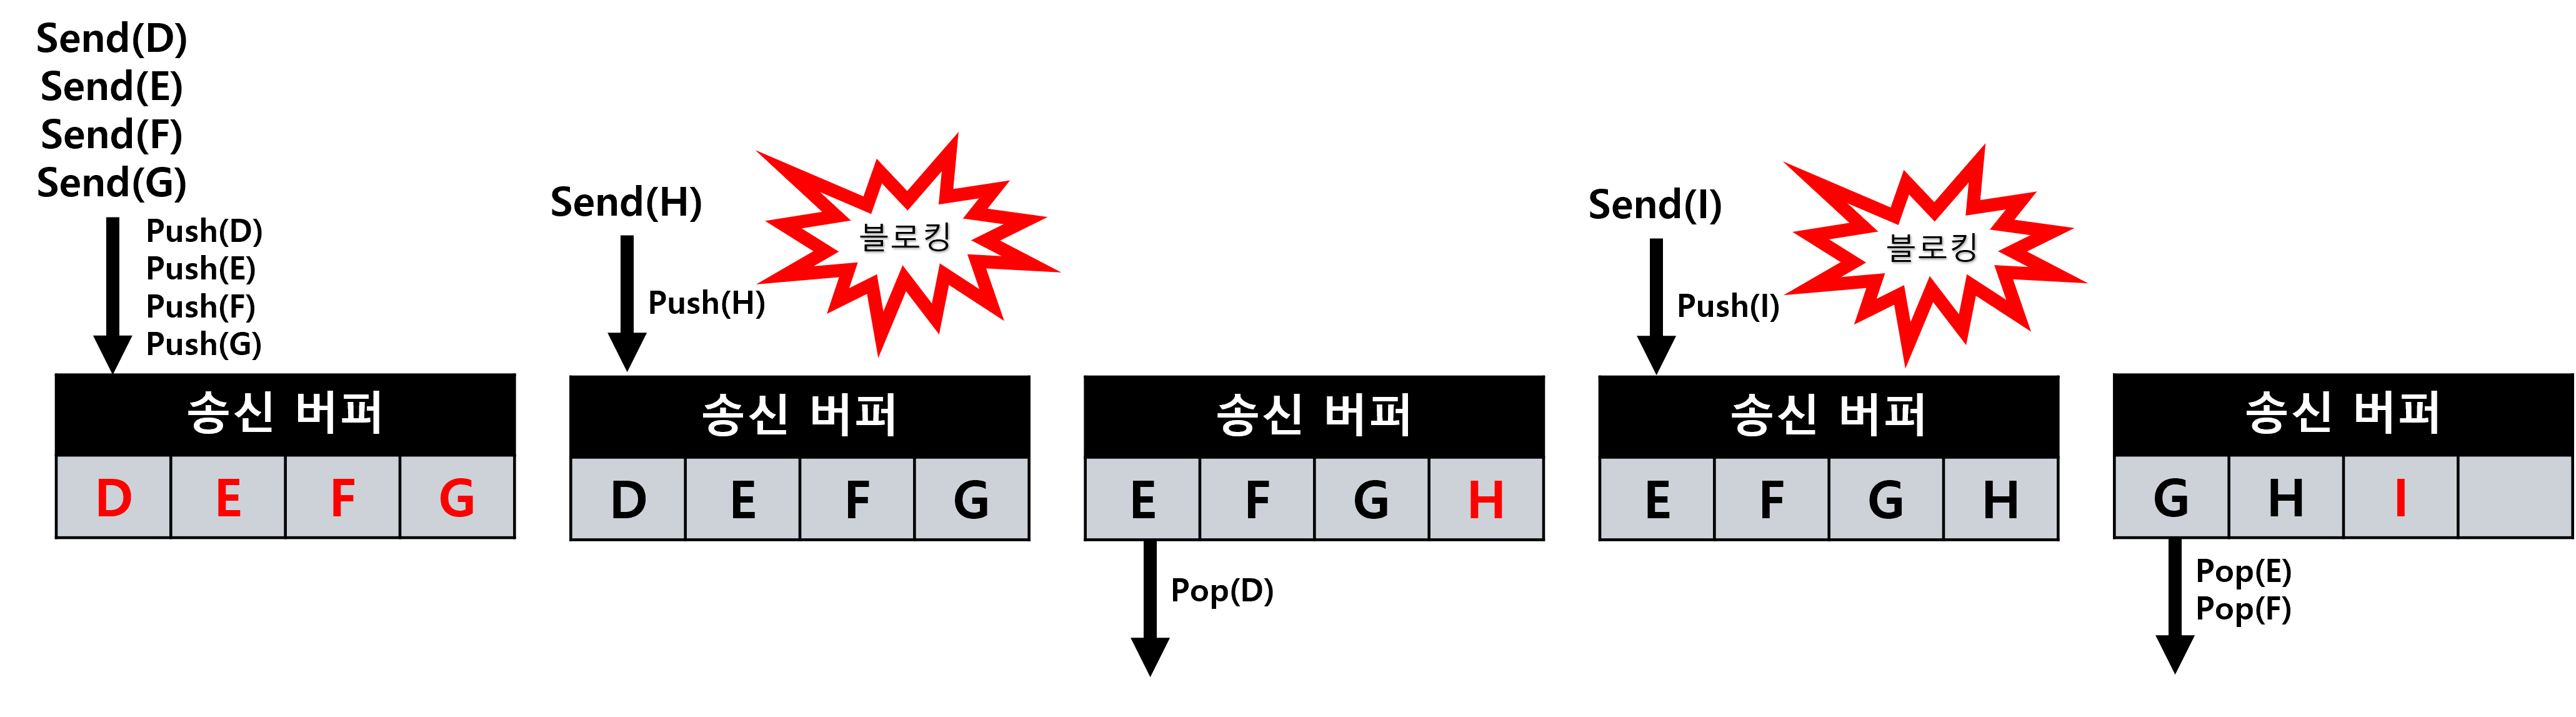 Send(D)
Send(E)
Send(F)
Send(G)
Push(D)
Push(E)
Push(F)
Push(G)
송신 버퍼
D E F G
Send(H)
Push(H)
블로킹
송신 버퍼
D E F G
송신 버퍼
E F G H
Pop(D)
Send(I)
Push(I)
블로킹
송신 버퍼
E F G H
송신 버퍼
G H I
Pop(E)
Pop(F)